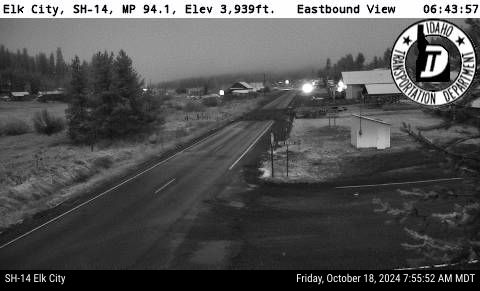 Elk City, SH-14, MP 94.1, Elev 3,939ft. Eastbound View 06:43:57
IDAHO
TRANSPORTATION DEPARTMENT
SH-14 Elk City Friday, October 18, 2024 7:55:52 AM MDT